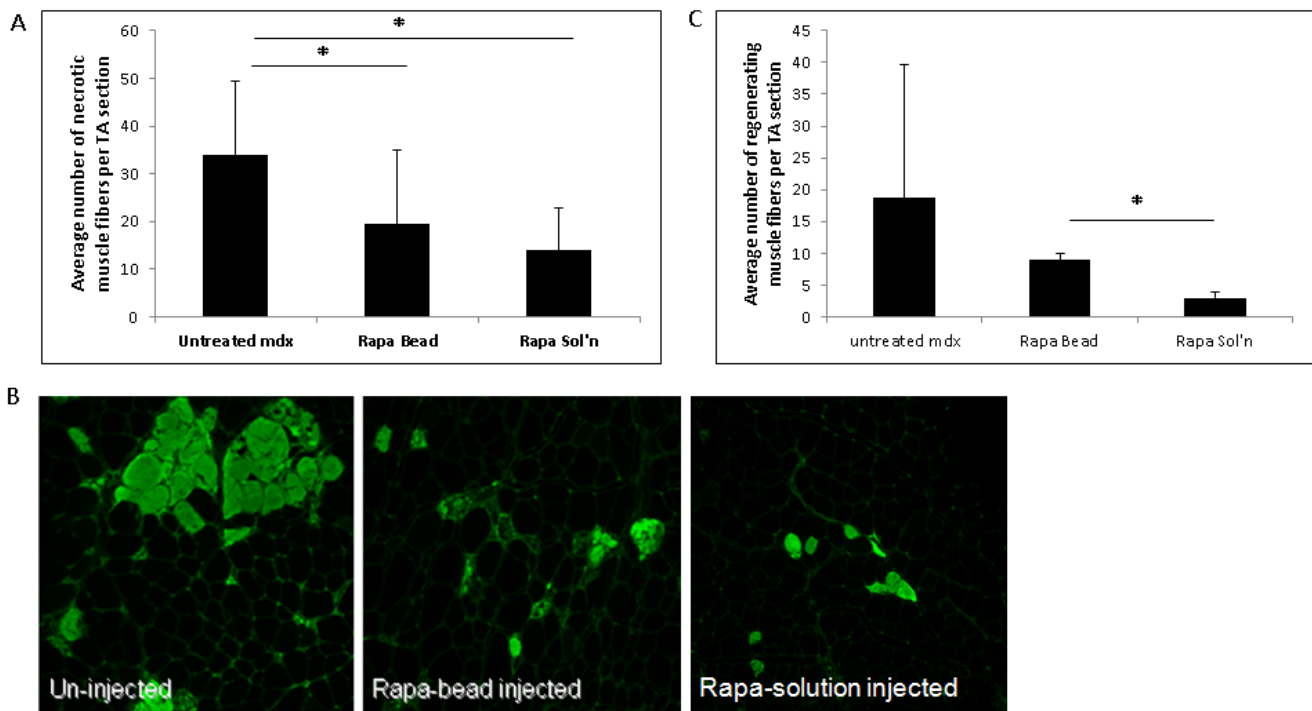 A
Average number of necrotic
muscle fibers per TA section
60
50
40
30
20
10
0
*
*
Untreated mdx
Rapa Bead
Rapa Sol'n
C
Average number of regenerating
muscle fibers per TA section
45
40
35
30
25
20
15
10
5
0
*
untreated mdx
Rapa Bead
Rapa Sol'n
B
Un-injected
Rapa-bead injected
Rapa-solution injected